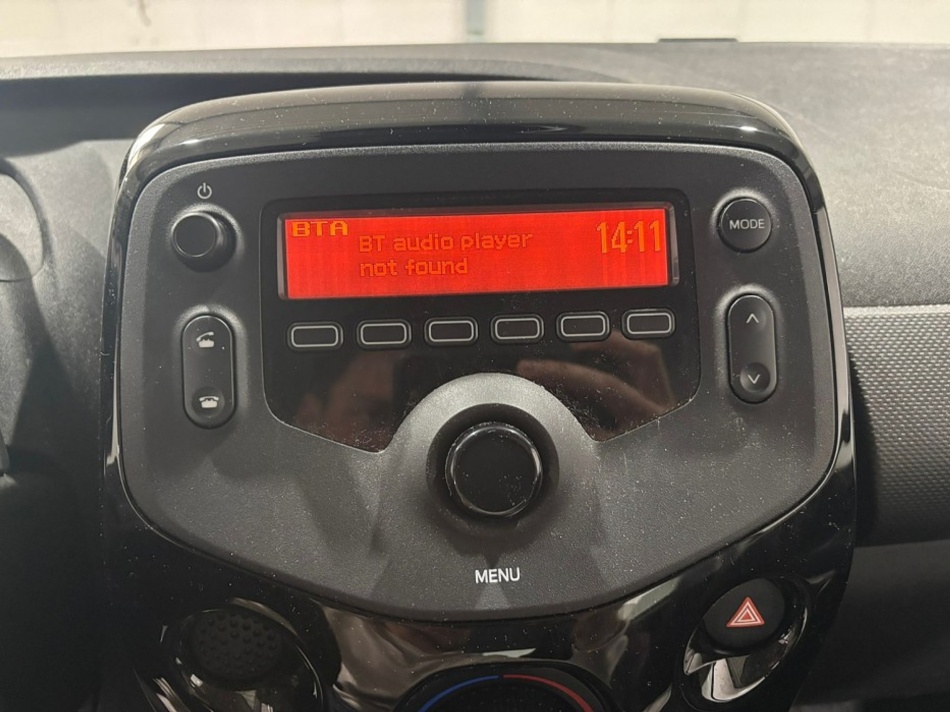 BTA
BT audio player
not found
14:11
MODE
MENU